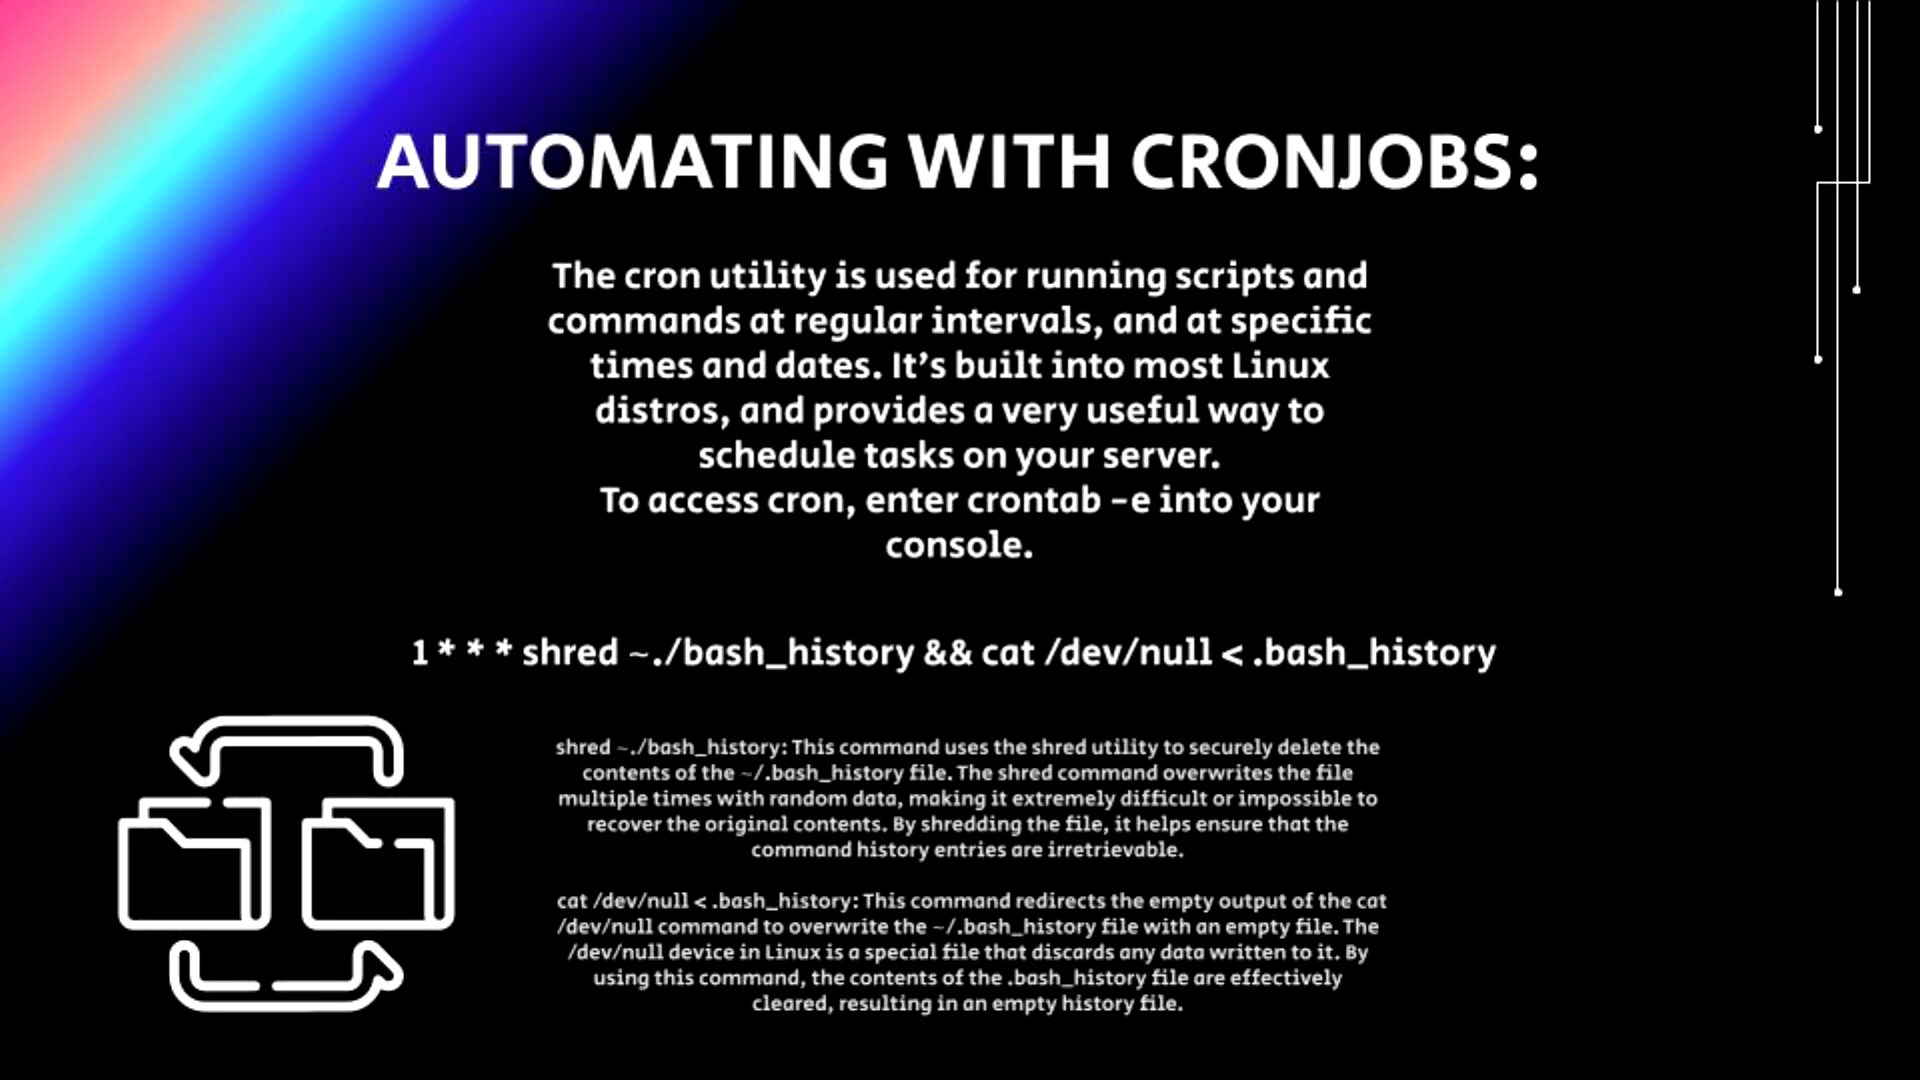 AUTOMATING WITH CRONJOBS:
The cron utility is used for running scripts and
commands at regular intervals, and at specific
times and dates. It’s built into most Linux
distros, and provides a very useful way to
schedule tasks on your server.
To access cron, enter crontab -e into your
console.
1 * * * shred ~./bash_history && cat /dev/null < .bash_history
shred ~./bash_history: This command uses the shred utility to securely delete the
contents of the ~/.bash_history file. The shred command overwrites the file
multiple times with random data, making it extremely difficult or impossible to
recover the original contents. By shredding the file, it helps ensure that the
command history entries are irretrievable.
cat /dev/null < .bash_history: This command redirects the empty output of the cat
/dev/null command to overwrite the ~/.bash_history file with an empty file. The
/dev/null device in Linux is a special file that discards any data written to it. By
using this command, the contents of the .bash_history file are effectively
cleared, resulting in an empty history file.